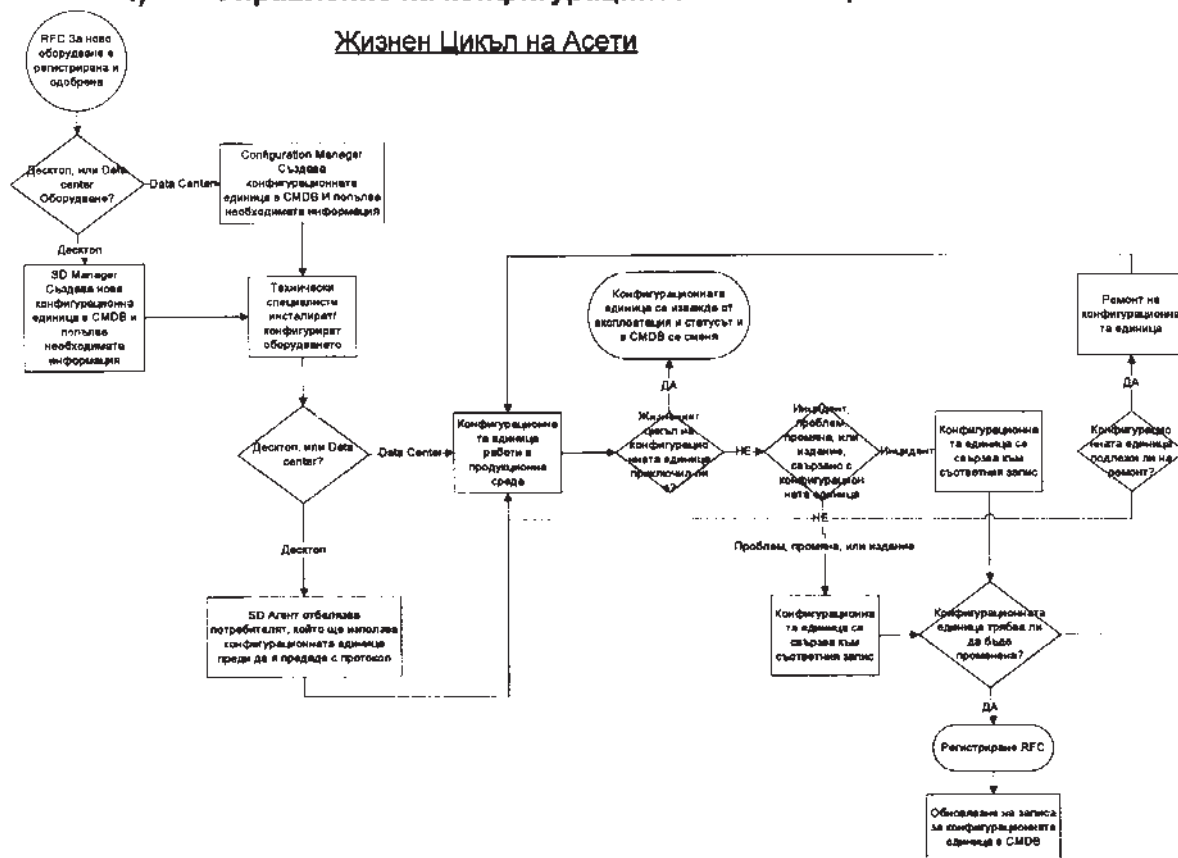 Жизнен Цикъл на Асети
RFC За ново
оборудване е
регистрирана и
одобрена
Десктоп, или Data
center
Оборудване?
Data Center
Configuration Manager
Създава
конфигурационната
единица в CMDB И попълва
необходимата информация
Десктоп
SD Manager
Създава нова
конфигурационна
единица в CMDB и
попълва
необходимата
информация
Технически
специалисти
инсталират/
конфигурират
оборудването
Конфигурационната
единица се изважда от
експлоатация и статусът и
в CMDB се сменя
Ремонт на
конфигурационна
та единица
ДА
ДА
Десктоп, или Data
center?
Data Center
Конфигурационна
та единица
работи в
продукционна
среда
Жизненият
цикъл на
конфигурацио
нната единица
приключил ли
е?
НЕ
Инцидент,
проблем,
промяна, или
издание,
свързано с
конфигурацион
ната единица
Инцидент
Конфигурационна
та единица се
свързва към
съответния запис
Конфигурацио
нната единица
подлежи ли на
ремонт?
НЕ
Проблем, промяна, или издание
Десктоп
SD Агент отбелязва
потребителят, който ще използва
конфигурационната единица
преди да я предаде с протокол
Конфигурационна
та единица се
свързва към
съответния запис
Конфигурационната
единица трябва ли
да бъде
променена?
ДА
Регистриране RFC
Обновяване на записа
за конфигурационната
единица в CMDB